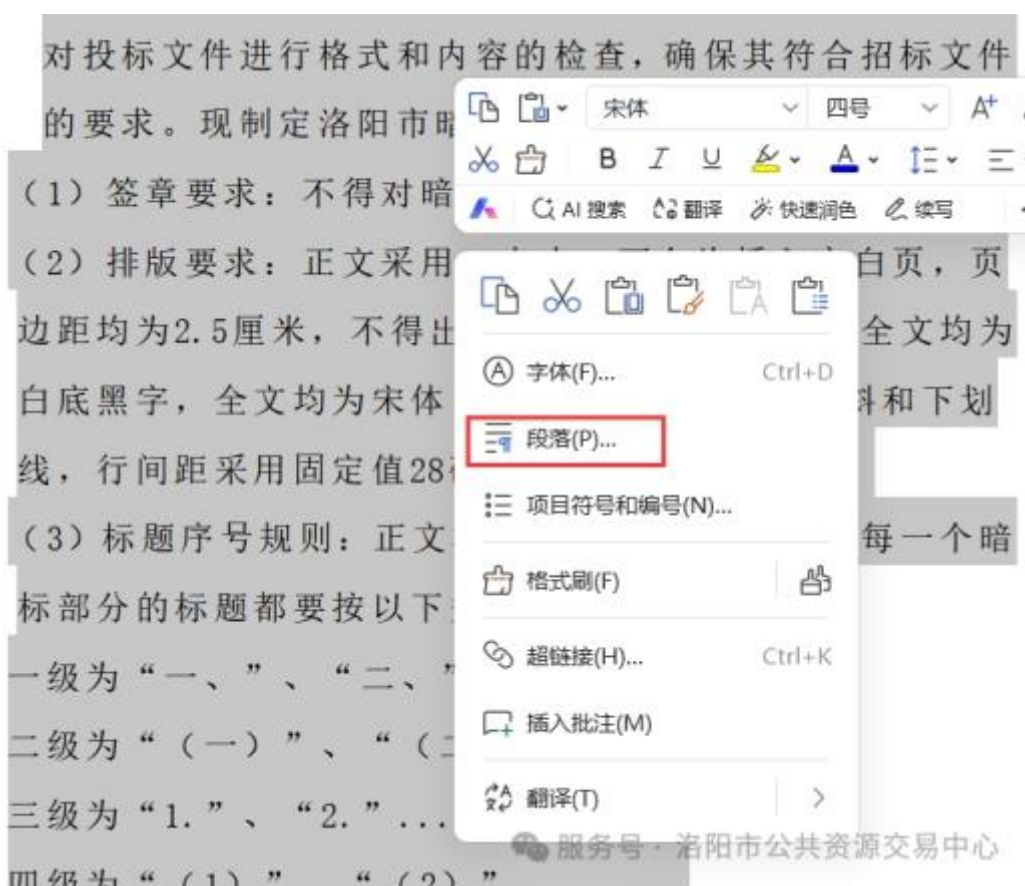 对投标文件进行格式和内容的检查，确保其符合招标文件
的要求。现制定洛阳市暗
（1）签章要求：不得对暗
（2）排版要求：正文采用
白页，页
边距均为2.5厘米，不得出
全文均为
白底黑字，全文均为宋体
和下划
线，行间距采用固定值28
（3）标题序号规则：正文
每一个暗
标部分的标题都要按以下
一级为“一、”、“二、”
二级为“（一）”、“（二
三级为“1.”、“2.”...
四级为“（1）”、“（2）”
宋体 四号 A+
B I U A
AI 搜索 翻译 快速润色 续写
字体(F)... Ctrl+D
段落(P)...
项目符号和编号(N)...
格式刷(F)
超链接(H)... Ctrl+K
插入批注(M)
翻译(T)
服务号 · 洛阳市公共资源交易中心